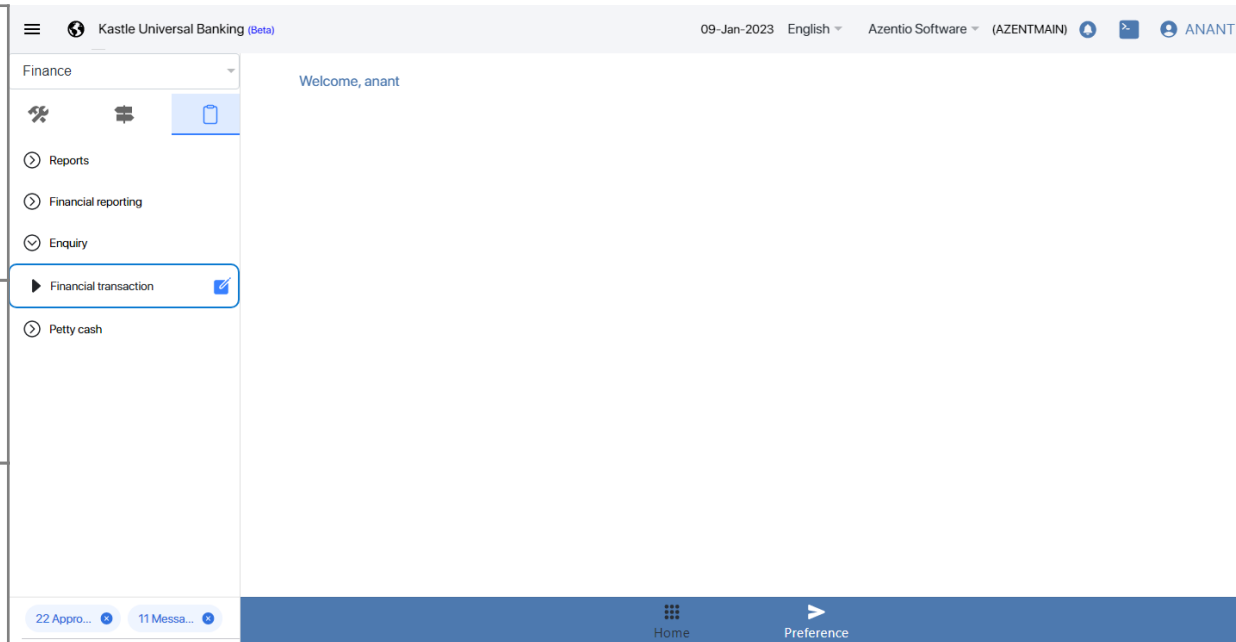 Kastle Universal Banking (Beta) 09-Jan-2023 English Azentio Software (AZENTMAIN) ANANT
Finance
Welcome, anant
Reports
Financial reporting
Enquiry
Financial transaction
Petty cash
22 Appro... 11 Messa...
Home Preference